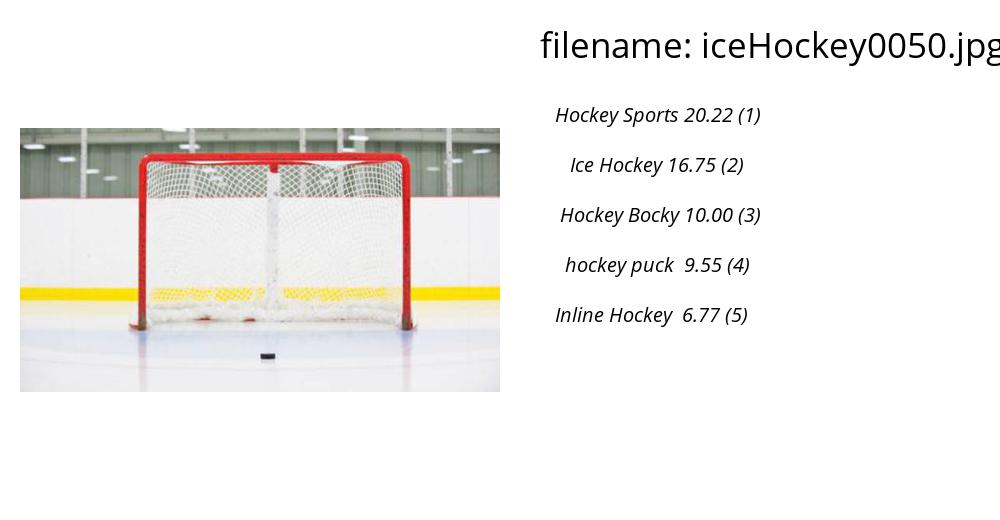 filename: iceHockey0050.jpg
Hockey Sports 20.22 (1)
Ice Hockey 16.75 (2)
Hockey Bocky 10.00 (3)
hockey puck 9.55 (4)
Inline Hockey 6.77 (5)